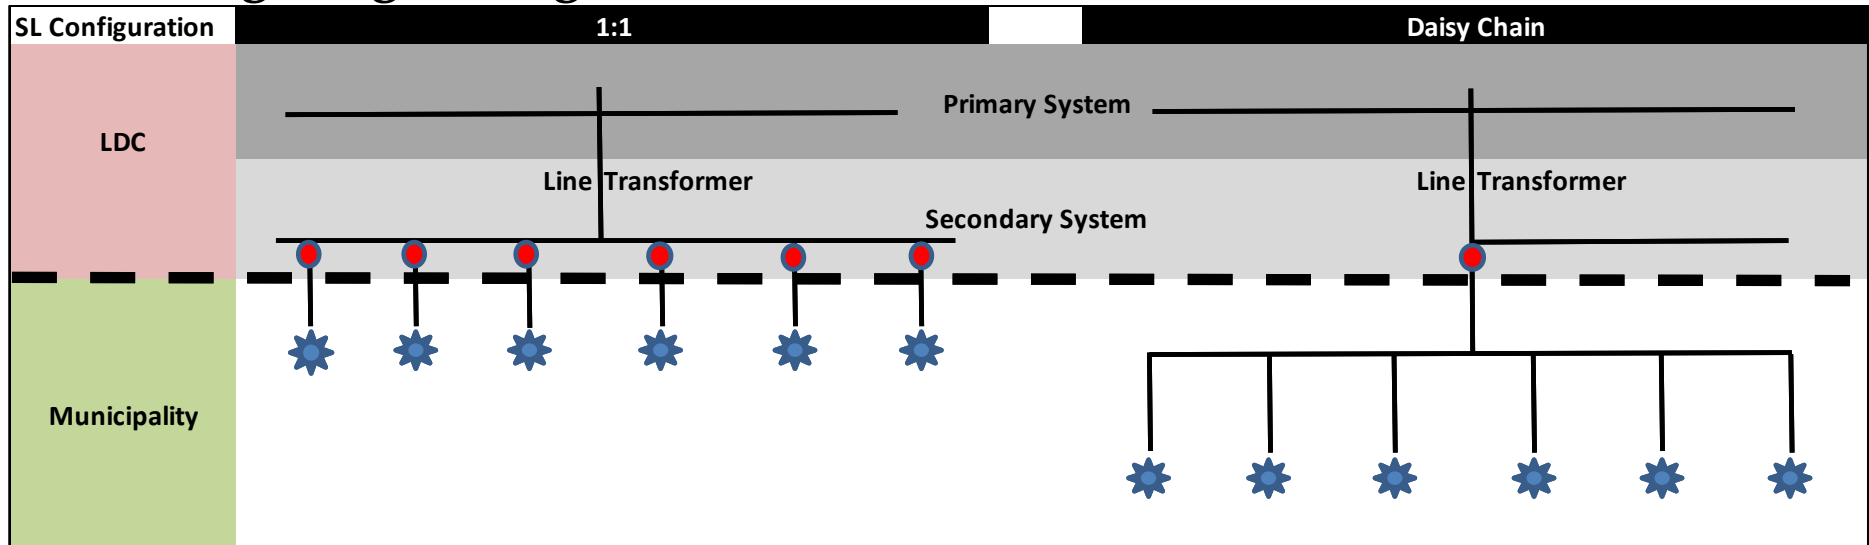 SL Configuration
1:1
Daisy Chain
LDC
Primary System
Line Transformer
Line Transformer
Secondary System
Municipality